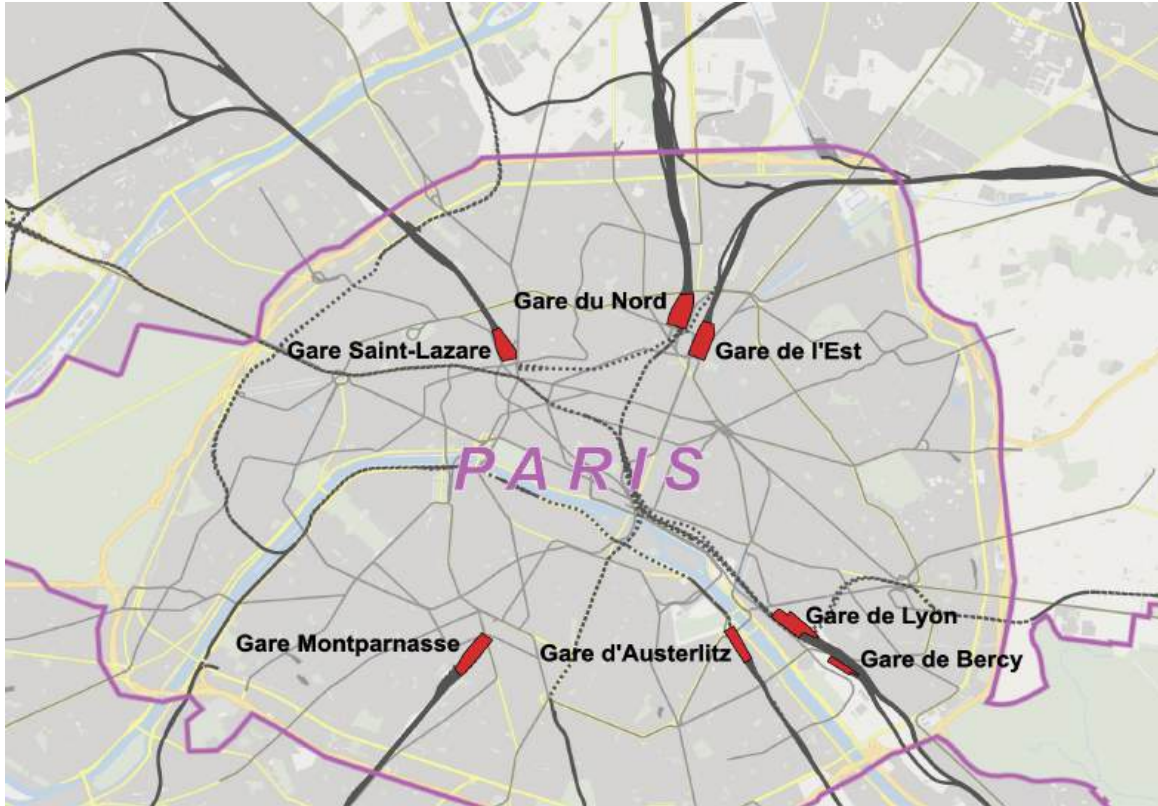 Gare du Nord
Gare Saint-Lazare
Gare de l'Est
PARIS
Gare de Lyon
Gare Montparnasse
Gare d'Austerlitz
Gare de Bercy